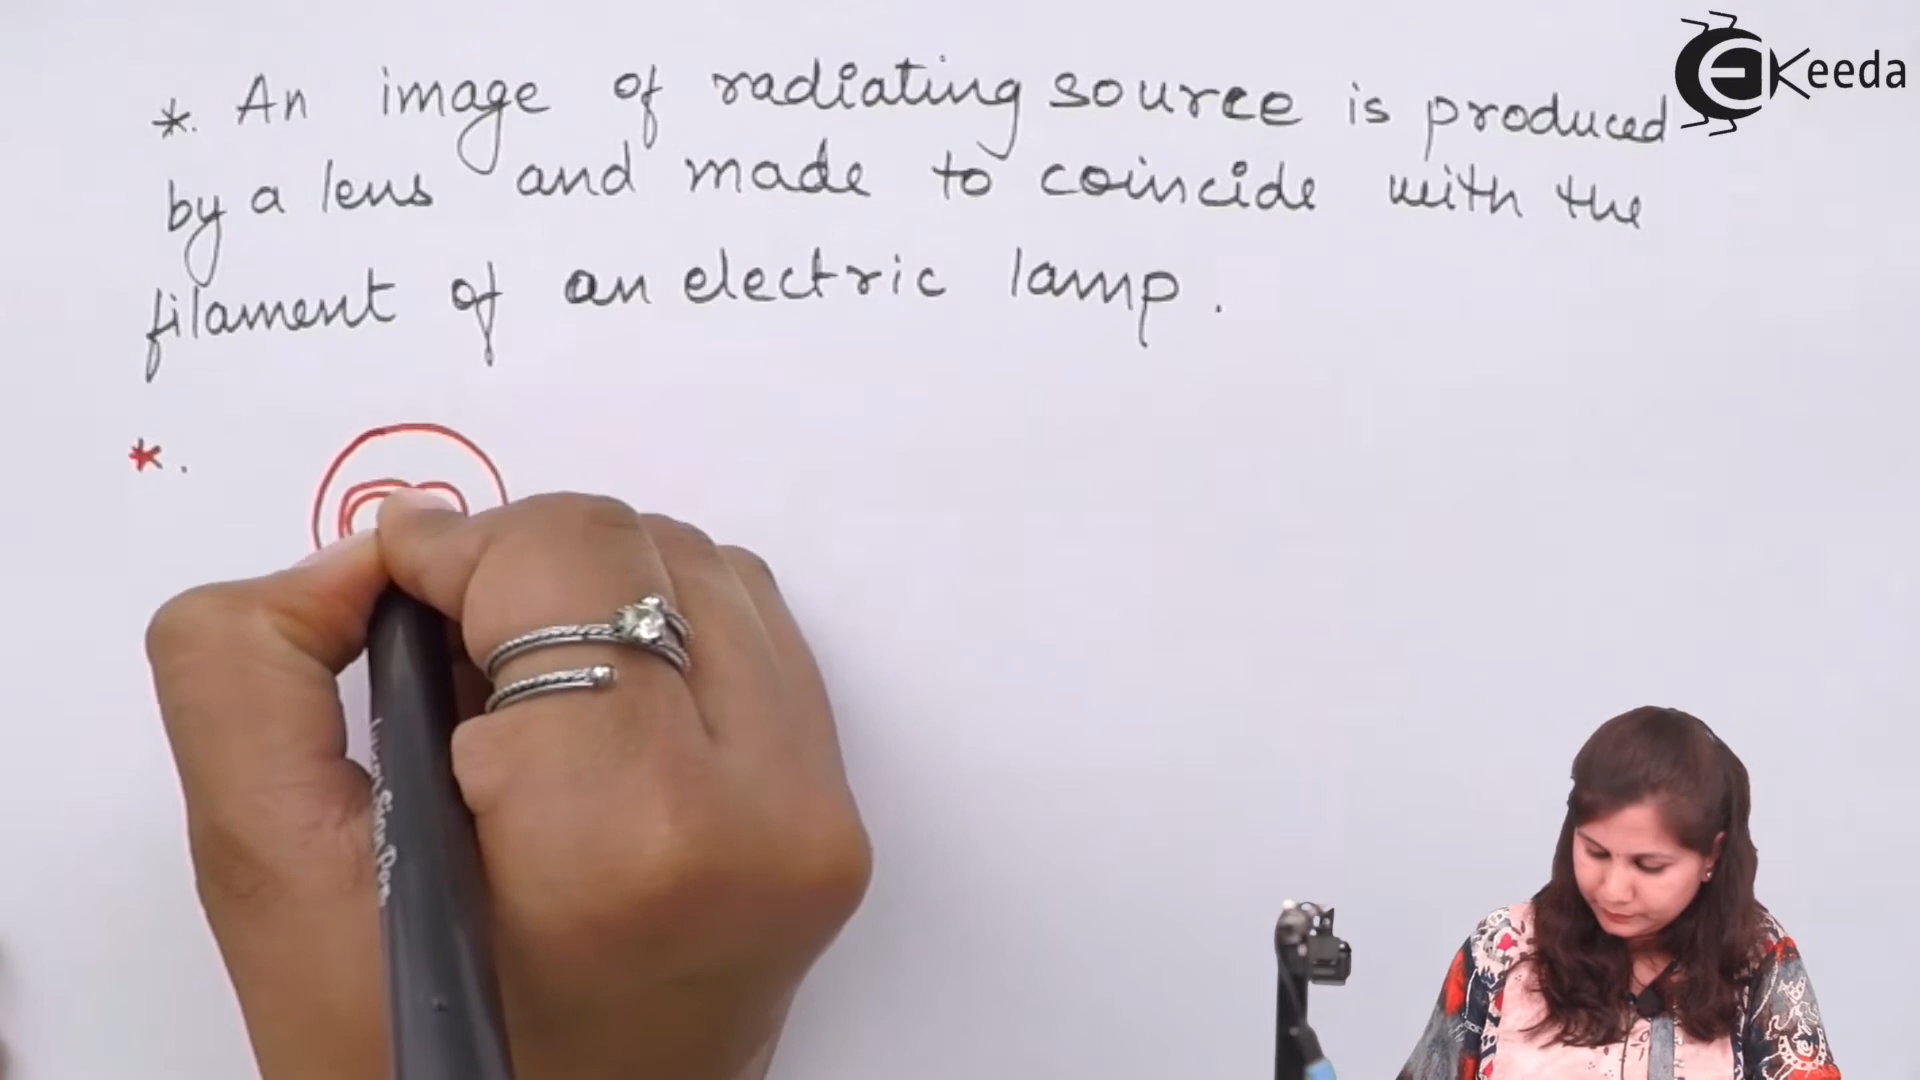 *. An image of radiating source is produced
by a lens and made to coincide with the
filament of an electric lamp.
*.
EKeeda